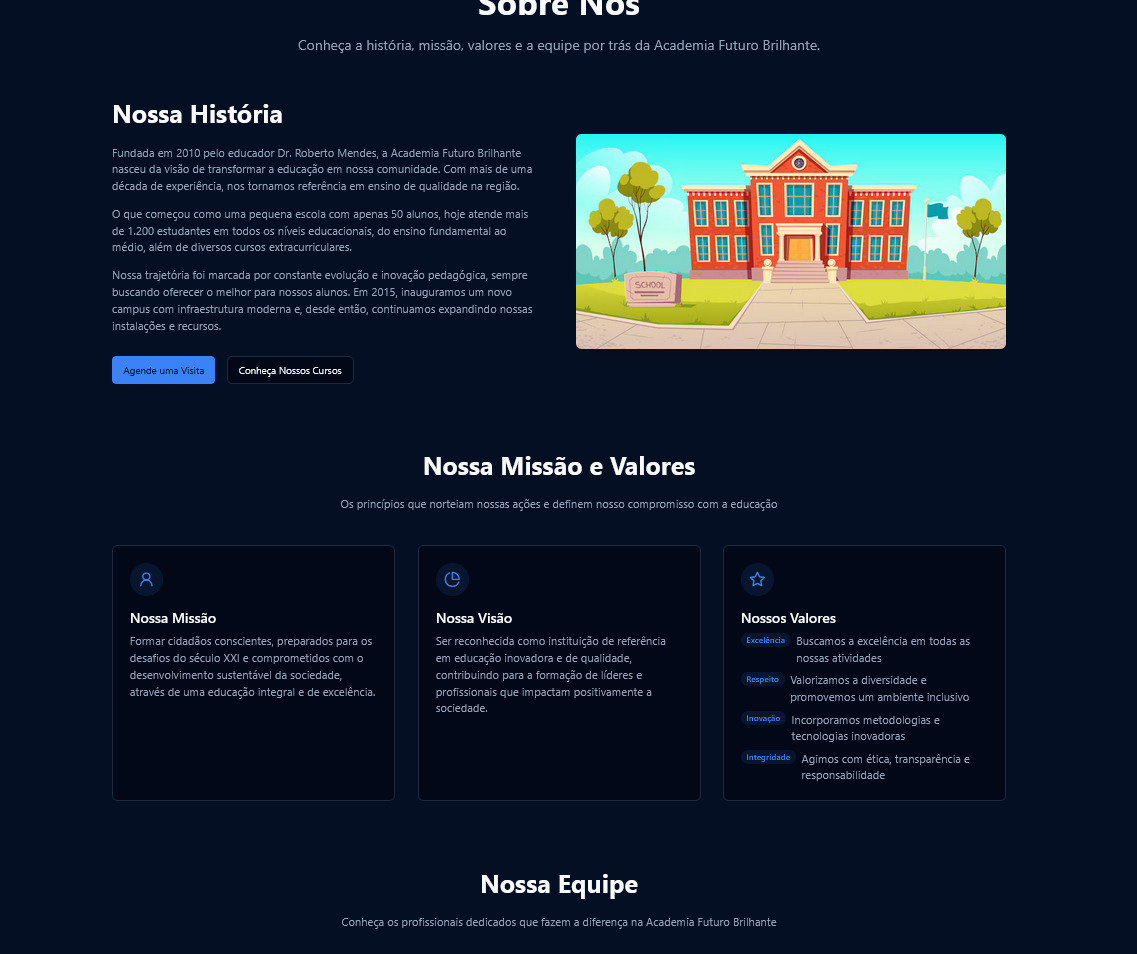 Sobre Nós
Conheça a história, missão, valores e a equipe por trás da Academia Futuro Brilhante.
Nossa História
Fundada em 2010 pelo educador Dr. Roberto Mendes, a Academia Futuro Brilhante
nasceu da visão de transformar a educação em nossa comunidade. Com mais de uma
década de experiência, nos tornamos referência em ensino de qualidade na região.
O que começou como uma pequena escola com apenas 50 alunos, hoje atende mais
de 1.200 estudantes em todos os níveis educacionais, do ensino fundamental ao
médio, além de diversos cursos extracurriculares.
Nossa trajetória foi marcada por constante evolução e inovação pedagógica, sempre
buscando oferecer o melhor para nossos alunos. Em 2015, inauguramos um novo
campus com infraestrutura moderna e, desde então, continuamos expandindo nossas
instalações e recursos.
Agende uma Visita
Conheça Nossos Cursos
SCHOOL
Nossa Missão e Valores
Os princípios que norteiam nossas ações e definem nosso compromisso com a educação
Nossa Missão
Formar cidadãos conscientes, preparados para os
desafios do século XXI e comprometidos com o
desenvolvimento sustentável da sociedade,
através de uma educação integral e de excelência.
Nossa Visão
Ser reconhecida como instituição de referência
em educação inovadora e de qualidade,
contribuindo para a formação de líderes e
profissionais que impactam positivamente a
sociedade.
Nossos Valores
Excelência Buscamos a excelência em todas as
nossas atividades
Respeito Valorizamos a diversidade e
promovemos um ambiente inclusivo
Inovação Incorporamos metodologias e
tecnologias inovadoras
Integridade Agimos com ética, transparência e
responsabilidade
Nossa Equipe
Conheça os profissionais dedicados que fazem a diferença na Academia Futuro Brilhante